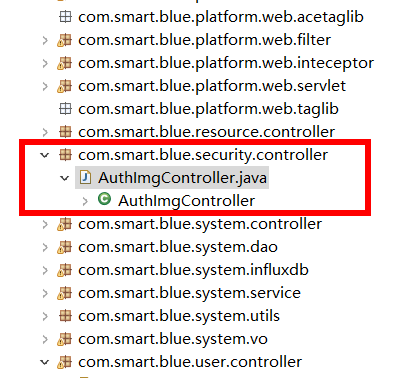 com.smart.blue.platform.web.acetaglib
com.smart.blue.platform.web.filter
com.smart.blue.platform.web.inteceptor
com.smart.blue.platform.web.servlet
com.smart.blue.platform.web.taglib
com.smart.blue.resource.controller
com.smart.blue.security.controller
AuthImgController.java
AuthImgController
com.smart.blue.system.controller
com.smart.blue.system.dao
com.smart.blue.system.influxdb
com.smart.blue.system.service
com.smart.blue.system.utils
com.smart.blue.system.vo
com.smart.blue.user.controller